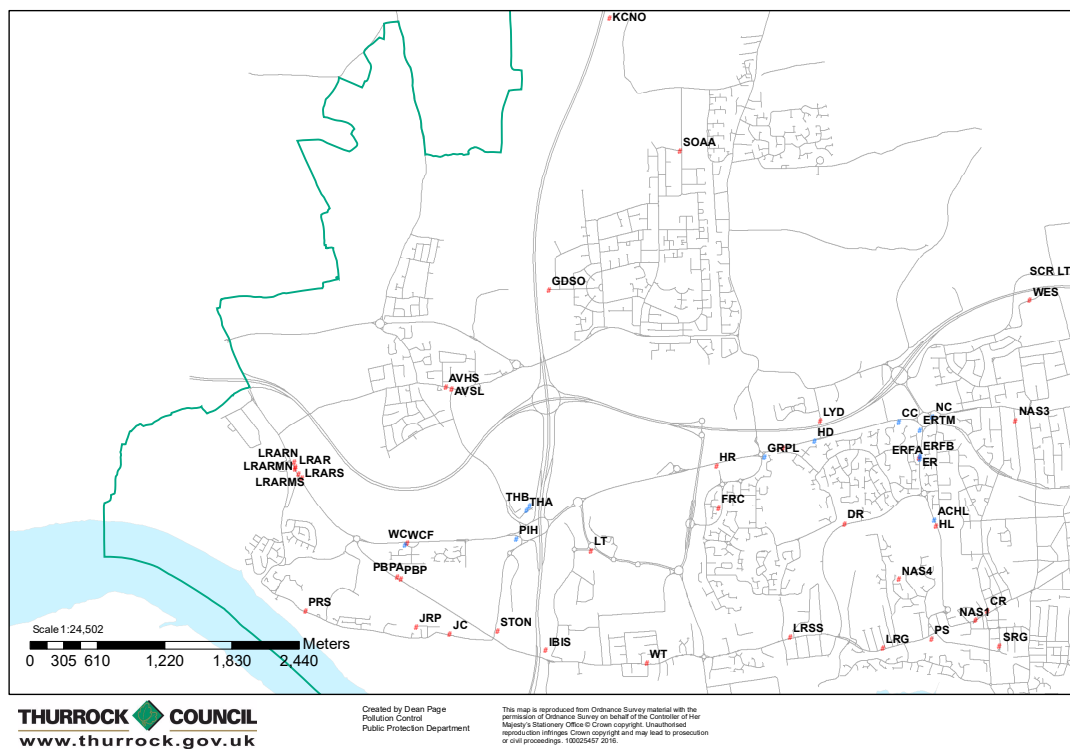 KCNO
SOAA
SCR LT
GDSO
WES
AVHS
AVSL
LYD
CC
NC
ERTM
NAS3
HD
LRARN
LRAR
LRARMN
LRARS
LRARMS
HR
GRPL
ERFA
ERFB
ER
THB
THA
FRC
DR
ACHL
HL
WC
WCF
PIH
LT
PBPA
PBP
NAS4
PRS
CR
NAS1
JRP
JC
STON
IBIS
WT
LRSS
LRG
PS
SRG
Scale 1:24,502
Meters
0 305 610 1,220 1,830 2,440
THURROCK COUNCIL
www.thurrock.gov.uk
Created by Dean Page
Pollution Control
Public Protection Department
This map is reproduced from Ordnance Survey material with the
permission of Ordnance Survey on behalf of the Controller of Her
Majesty's Stationery Office © Crown copyright. Unauthorised
reproduction infringes Crown copyright and may lead to prosecution
or civil proceedings. 100025457 2016.